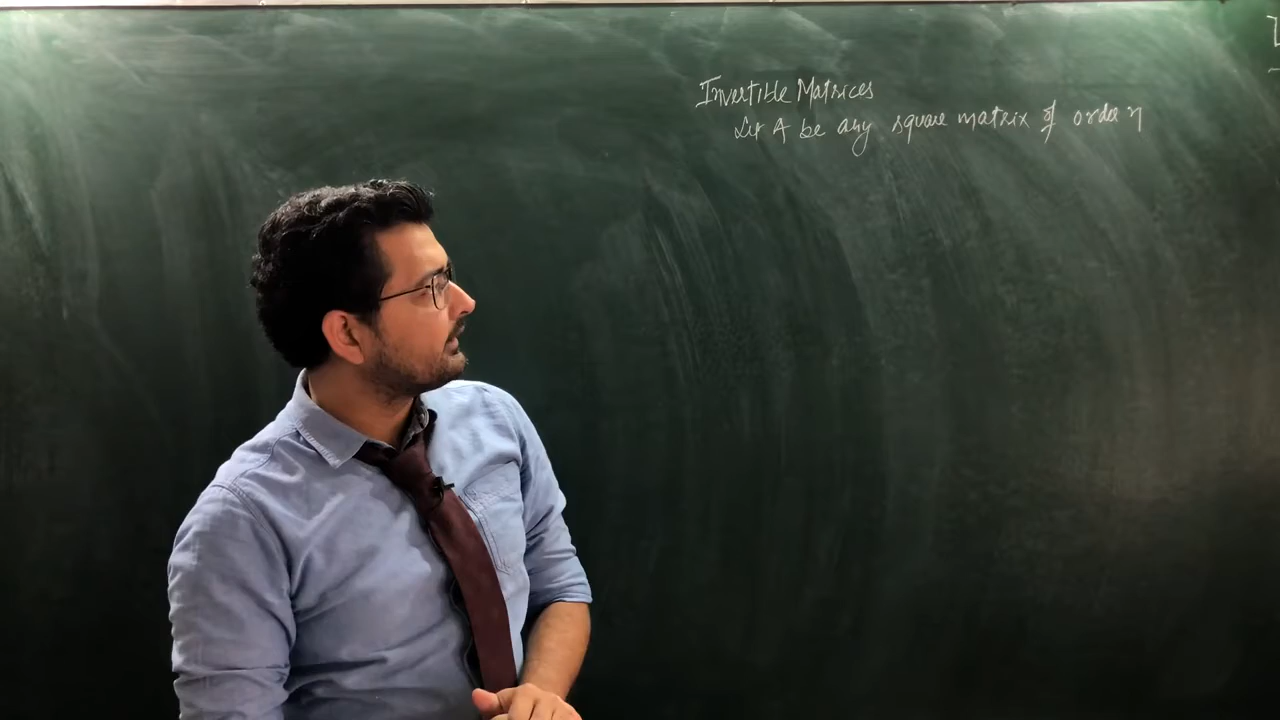 Invertible Matrices
Let A be any square matrix of order n